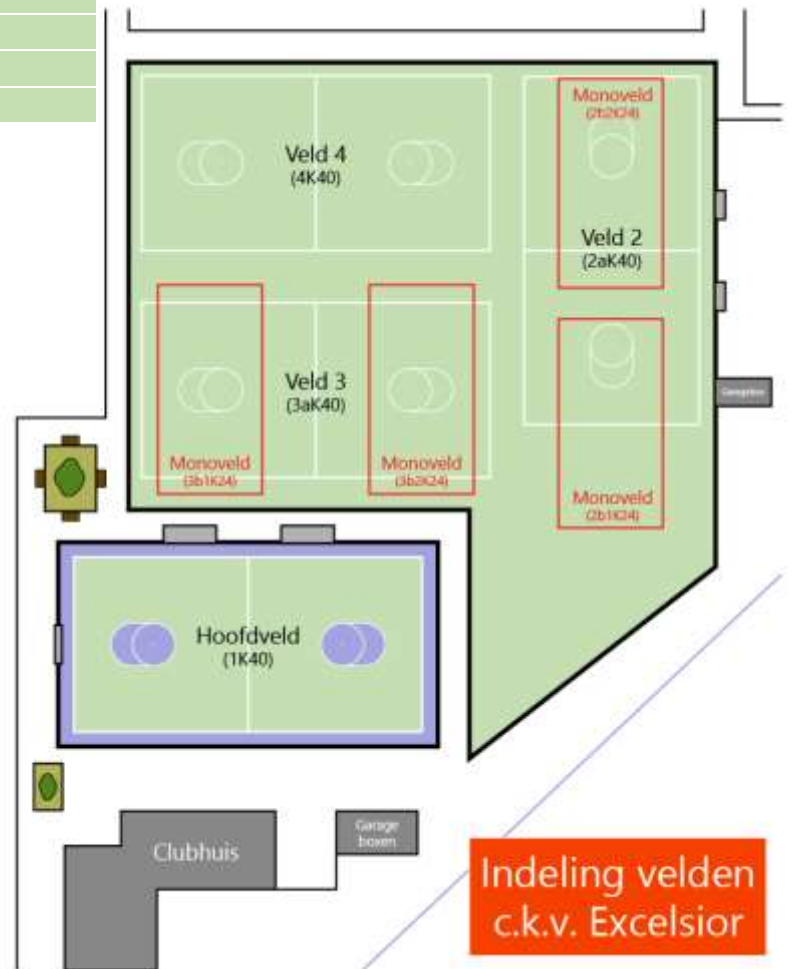 Monoveld
(2b2K24)
Veld 4
(4K40)
Veld 2
(2aK40)
Veld 3
(3aK40)
Monoveld
(3b1K24)
Monoveld
(3b2K24)
Monoveld
(2b1K24)
Hoofdveld
(1K40)
Clubhuis
Garage
boxen
Indeling velden
c.k.v. Excelsior